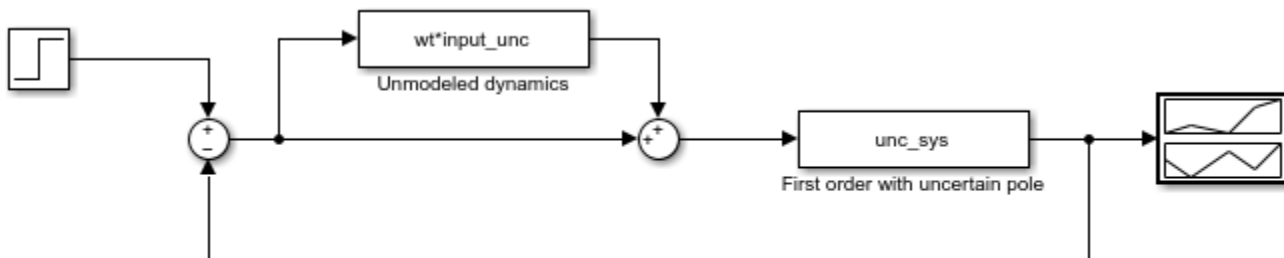 wt*input_unc
Unmodeled dynamics
+
−
+
+
unc_sys
First order with uncertain pole